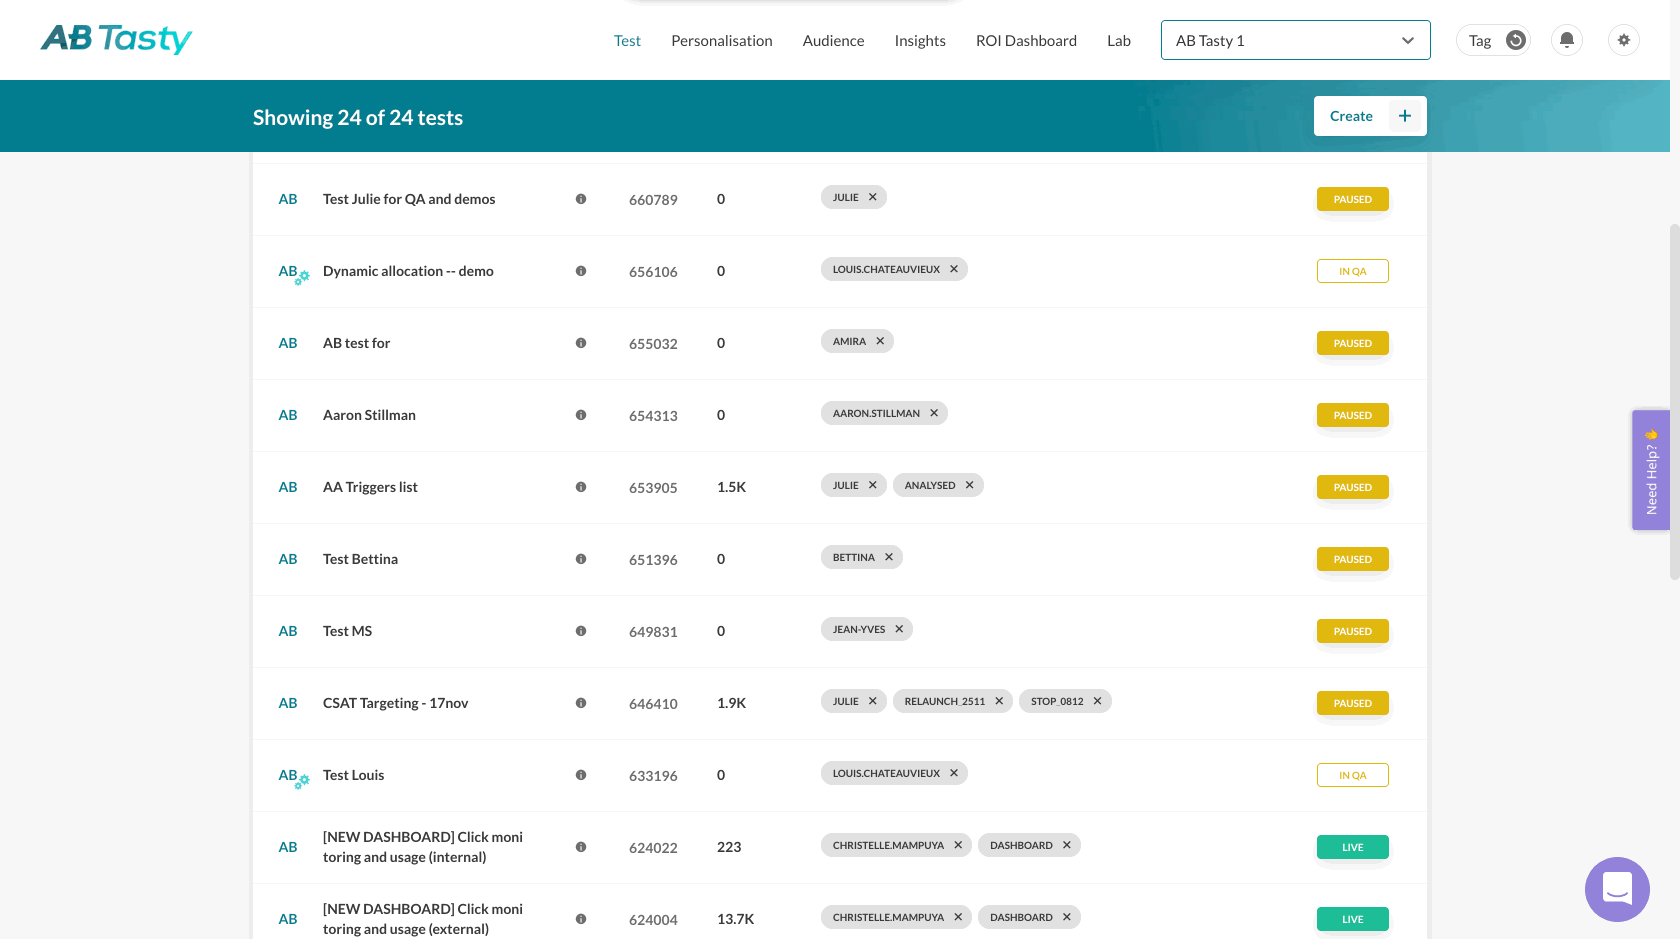 AB Tasty
Test Personalisation Audience Insights ROI Dashboard Lab AB Tasty 1 Tag
Showing 24 of 24 tests Create +
AB Test Julie for QA and demos 660789 0 JULIE ✕ PAUSED
AB Dynamic allocation -- demo 656106 0 LOUIS.CHATEAUVIEUX ✕ IN QA
AB AB test for 655032 0 AMIRA ✕ PAUSED
AB Aaron Stillman 654313 0 AARON.STILLMAN ✕ PAUSED
AB AA Triggers list 653905 1.5K JULIE ✕ ANALYSED ✕ PAUSED
AB Test Bettina 651396 0 BETTINA ✕ PAUSED
AB Test MS 649831 0 JEAN-YVES ✕ PAUSED
AB CSAT Targeting - 17nov 646410 1.9K JULIE ✕ RELAUNCH_2511 ✕ STOP_0812 ✕ PAUSED
AB Test Louis 633196 0 LOUIS.CHATEAUVIEUX ✕ IN QA
AB [NEW DASHBOARD] Click moni
toring and usage (internal) 624022 223 CHRISTELLE.MAMPUYA ✕ DASHBOARD ✕ LIVE
AB [NEW DASHBOARD] Click moni
toring and usage (external) 624004 13.7K CHRISTELLE.MAMPUYA ✕ DASHBOARD ✕ LIVE
Need Help? 👋